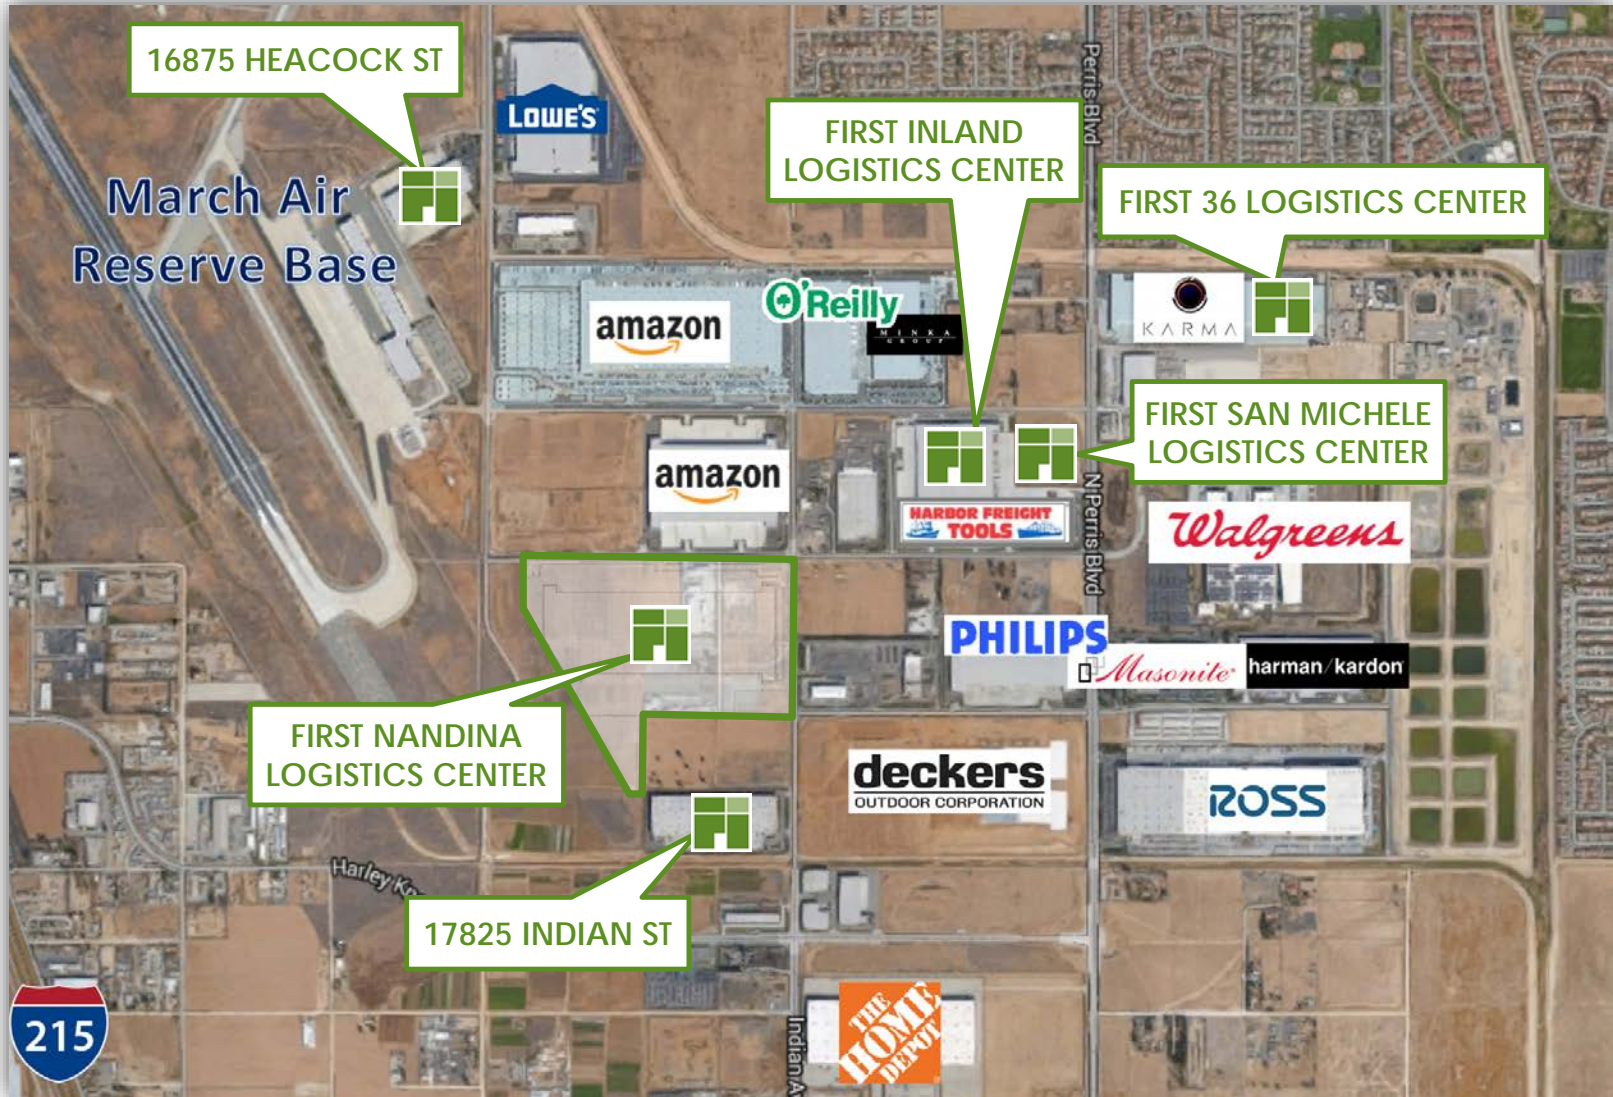 16875 HEACOCK ST
LOWE'S
Perris Blvd
FIRST INLAND
LOGISTICS CENTER
March Air
Reserve Base
FIRST 36 LOGISTICS CENTER
amazon
O'Reilly
MINKA
GROUP
KARMA
amazon
FIRST SAN MICHELE
LOGISTICS CENTER
HARBOR FREIGHT
TOOLS
N Perris Blvd
Walgreens
PHILIPS
Masonite
harman/kardon
FIRST NANDINA
LOGISTICS CENTER
deckers
OUTDOOR CORPORATION
ROSS
Harley
17825 INDIAN ST
215
Indian A
THE
HOME
DEPOT